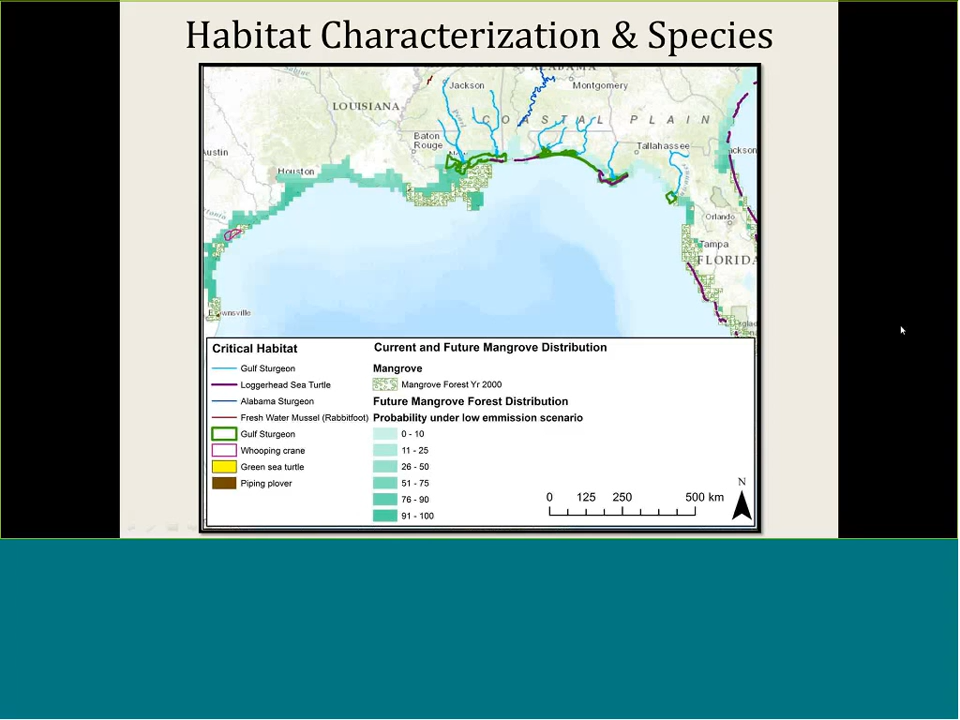 Habitat Characterization & Species
Jackson
Montgomery
LOUISIANA
COASTAL PLAIN
Baton
Rouge
Tallahassee
ackson
Austin
Houston
Orlando
Tampa
FLORIDA
Brownsville
Critical Habitat
Gulf Sturgeon
Loggerhead Sea Turtle
Alabama Sturgeon
Fresh Water Mussel (Rabbitfoot)
Gulf Sturgeon
Whooping crane
Green sea turtle
Piping plover
Current and Future Mangrove Distribution
Mangrove
Mangrove Forest Yr 2000
Future Mangrove Forest Distribution
Probability under low emmission scenario
0 - 10
11 - 25
26 - 50
51 - 75
76 - 90
91 - 100
0 125 250 500 km
N